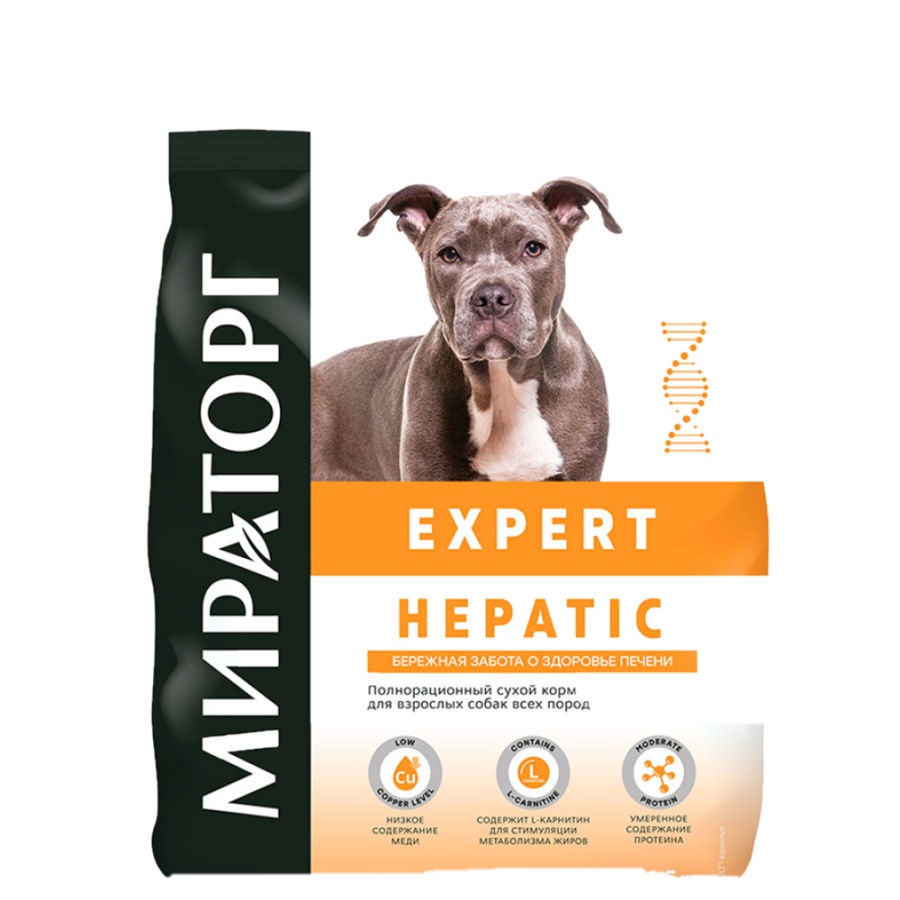 МИРАТОРГ
EXPERT
HEPATIC
БЕРЕЖНАЯ ЗАБОТА О ЗДОРОВЬЕ ПЕЧЕНИ
Полнорационный сухой корм
для взрослых собак всех пород
LOW
Cu
COPPER LEVEL
НИЗКОЕ
СОДЕРЖАНИЕ
МЕДИ
CONTAINS
L
L-CARNITINE
СОДЕРЖИТ L-КАРНИТИН
ДЛЯ СТИМУЛЯЦИИ
МЕТАБОЛИЗМА ЖИРОВ
MODERATE
PROTEIN
УМЕРЕННОЕ
СОДЕРЖАНИЕ
ПРОТЕИНА